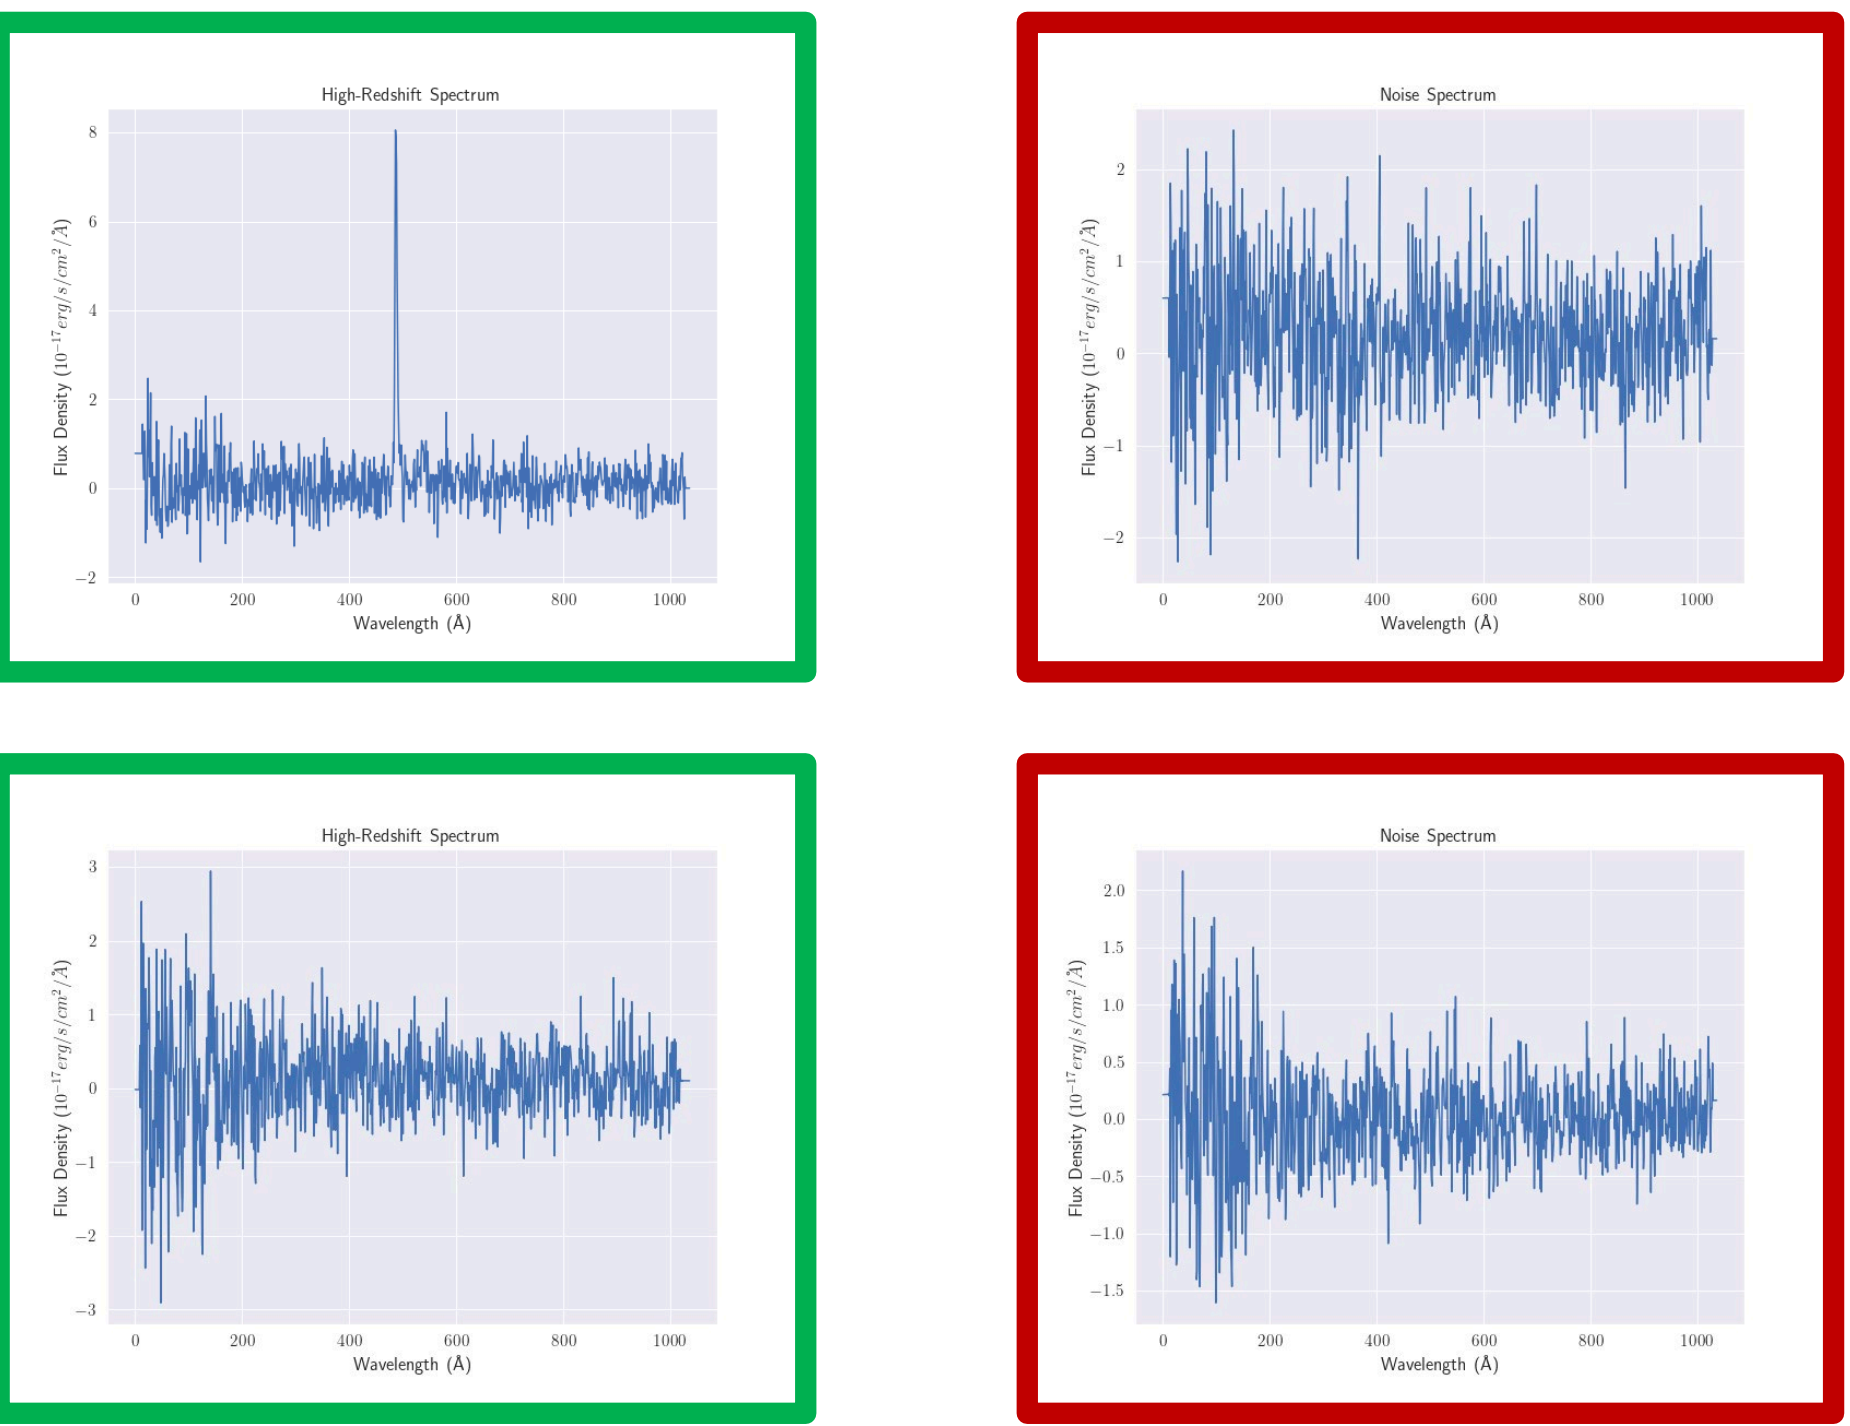 High-Redshift Spectrum
8
6
4
2
0
−2
Flux Density (10⁻¹⁷erg/s/cm²/Å)
0 200 400 600 800 1000
Wavelength (Å)
Noise Spectrum
2
1
0
−1
−2
Flux Density (10⁻¹⁷erg/s/cm²/Å)
0 200 400 600 800 1000
Wavelength (Å)
High-Redshift Spectrum
3
2
1
0
−1
−2
−3
Flux Density (10⁻¹⁷erg/s/cm²/Å)
0 200 400 600 800 1000
Wavelength (Å)
Noise Spectrum
2.0
1.5
1.0
0.5
0.0
−0.5
−1.0
−1.5
Flux Density (10⁻¹⁷erg/s/cm²/Å)
0 200 400 600 800 1000
Wavelength (Å)